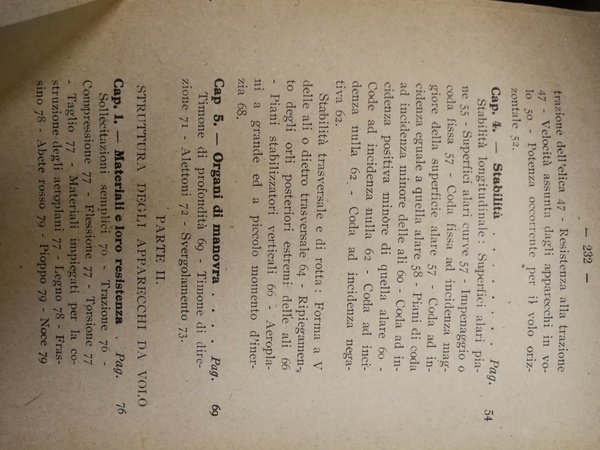 — 232 —
trazione dell'elica 47 - Resistenza alla trazione
47 - Velocità assunta dagli apparecchi in vo-
lo 50 - Potenza occorrente per il volo oriz-
zontale 52.
Cap. 4. — Stabilità . . . . . . . Pag. 54
Stabilità longitudinale: Superfici alari pia-
ne 55 - Superfici alari curve 57 - Impennaggio o
coda fissa 57 - Coda fissa ad incidenza mag-
giore della superficie alare 57 - Coda ad in-
cidenza eguale a quella alare 58 - Piani di coda
ad incidenza minore delle ali 60 - Coda ad in-
cidenza positiva minore di quella alare 60 -
Code ad incidenza nulla 62 - Coda ad inci-
denza nulla 62 - Coda ad incidenza nega-
tiva 62.
Stabilità trasversale e di rotta: Forma a V
delle ali o diedro trasversale 64 - Ripiegamen-
to degli orli posteriori estremi delle ali 66
- Piani stabilizzatori verticali 66 - Aeropla-
ni a grande ed a piccolo momento d'iner-
zia 68.
Cap 5. — Organi di manovra . . . . Pag. 69
Timone di profondità 69 - Timone di dire-
zione 71 - Alettoni 72 - Svergolamento 73-
PARTE II.
STRUTTURA DEGLI APPARECCHI DA VOLO
Cap. 1. — Materiali e loro resistenza . Pag. 76
Sollecitazioni semplici 76 - Trazione 76 -
Compressione 77 - Flessione 77 - Torsione 77
- Taglio 77 - Materiali impiegati per la co-
struzione degli aeroplani 77 - Legno 78 - Fras-
sino 78 - Abete rosso 79 - Pioppo 79 - Noce 79